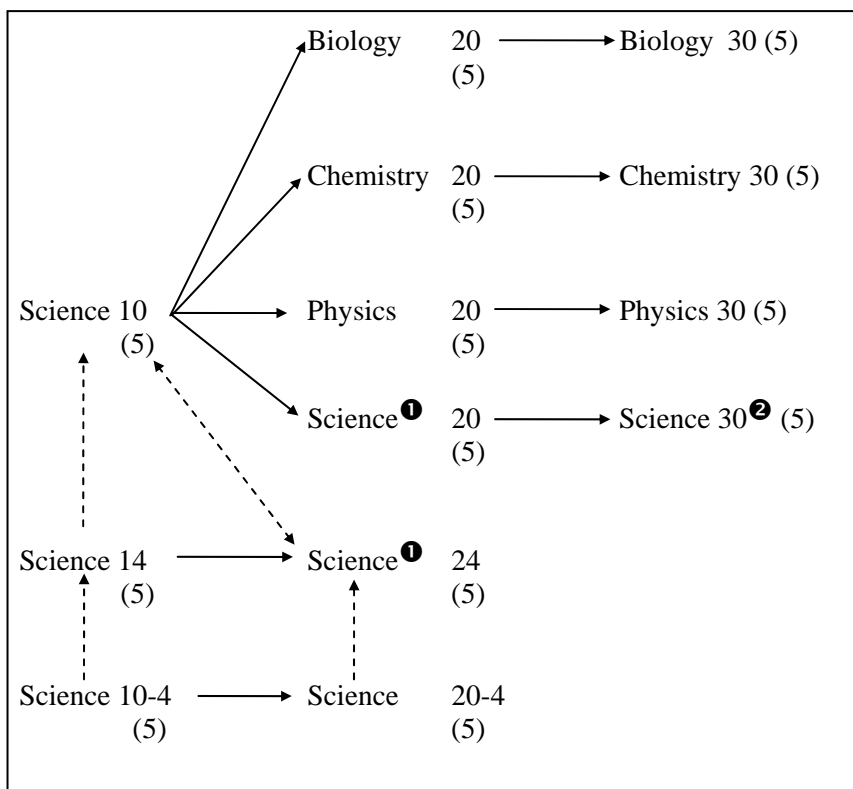 Biology 20 Biology 30 (5)
(5)
Chemistry 20 Chemistry 30 (5)
(5)
Science 10 Physics 20 Physics 30 (5)
(5) (5)
Science❶ 20 Science 30❷ (5)
(5)
Science 14 Science❶ 24
(5) (5)
Science 10-4 Science 20-4
(5) (5)